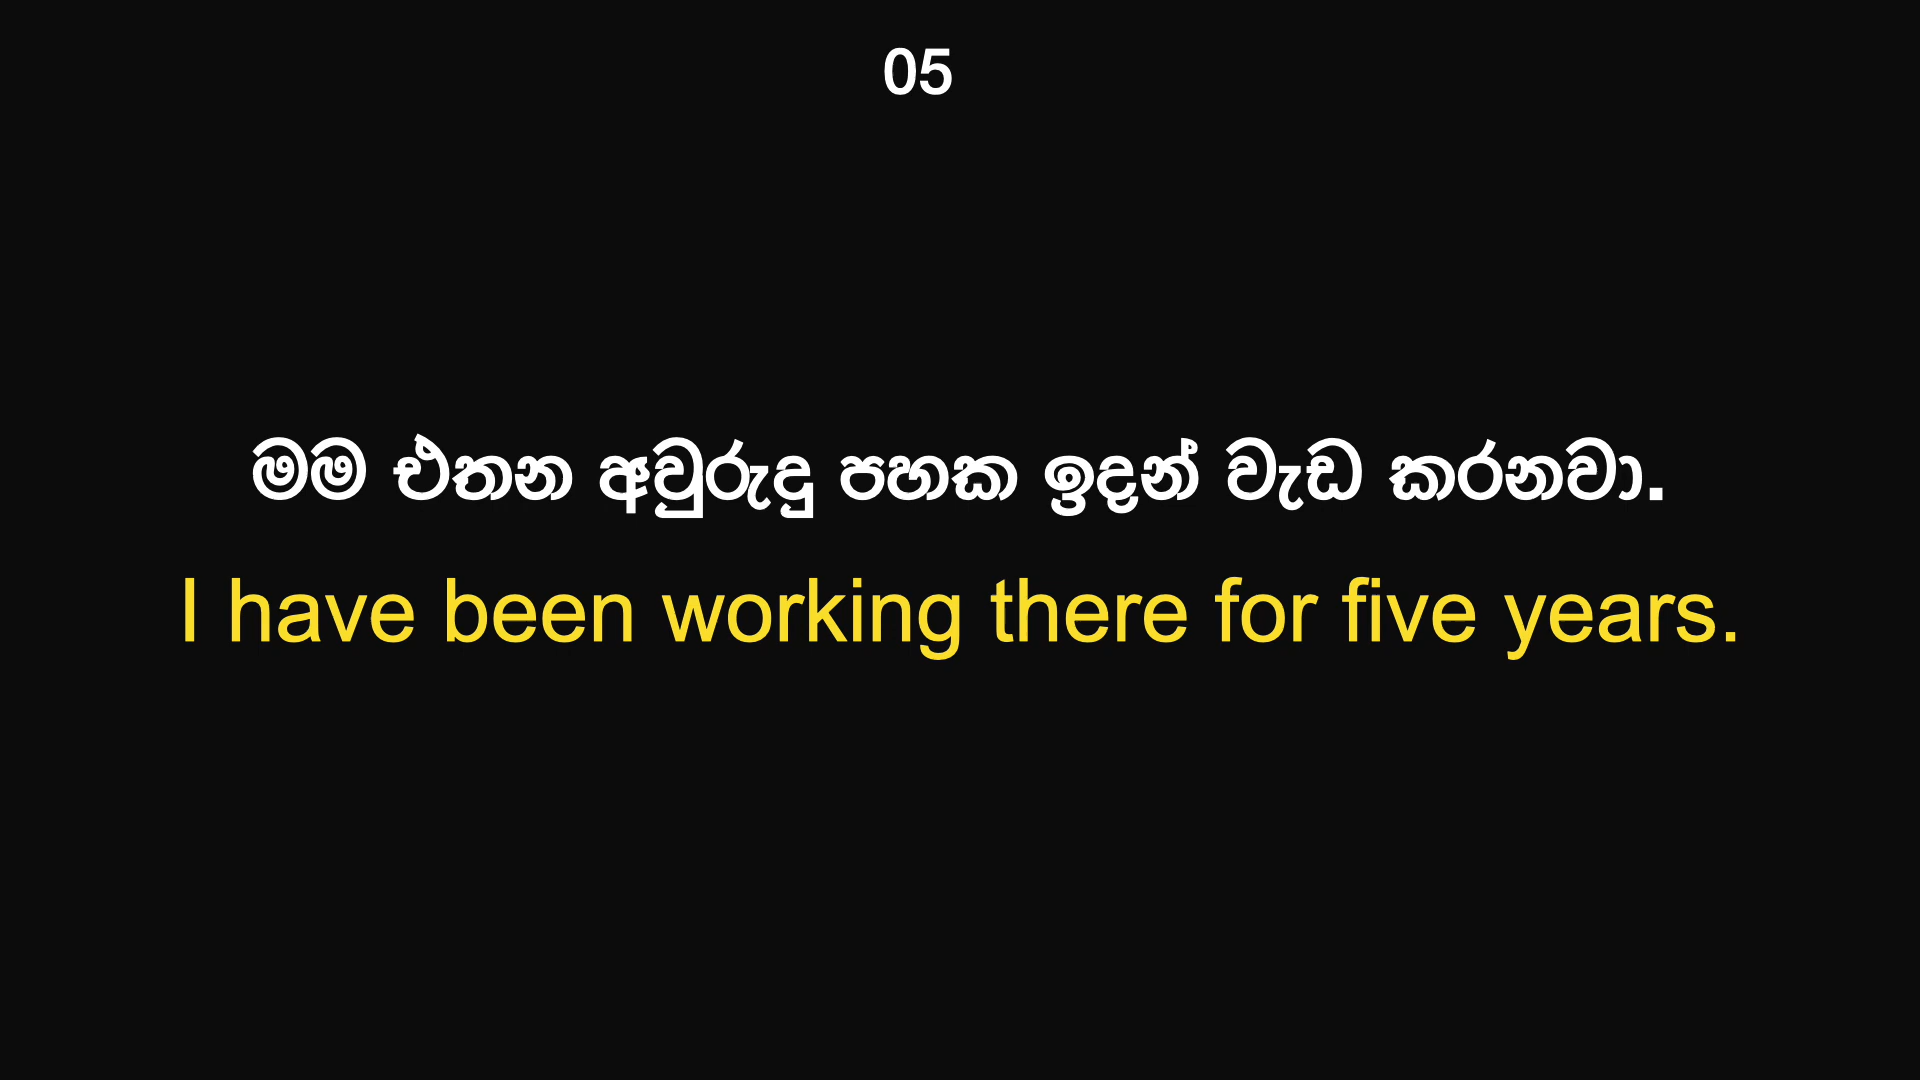 05
මම එතන අවුරුදු පහක ඉදන් වැඩ කරනවා.
I have been working there for five years.